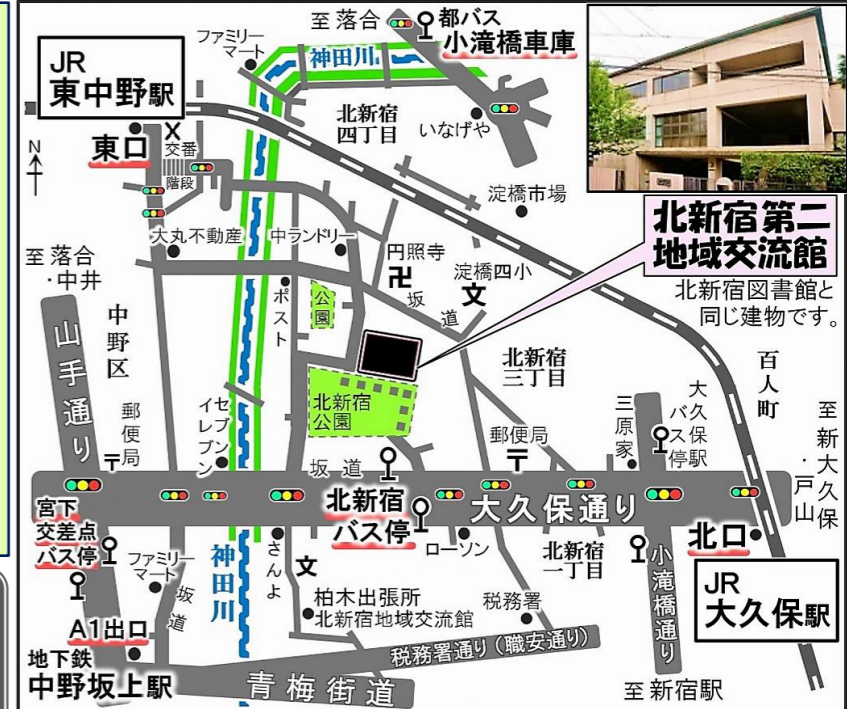 至落合
都バス
小滝橋車庫
ファミリー
マート
神田川
JR
東中野駅
北新宿
四丁目
いなげや
東口
交番
階段
N
淀橋市場
北新宿第二
地域交流館
北新宿図書館と
同じ建物です。
大丸不動産
中ランドリー
円照寺
淀橋四小
文
坂道
至落合
・中井
ポスト
公園
中野区
山手通り
北新宿
三丁目
百人町
北新宿
公園
セブン
イレブン
郵便局
〒
坂道
郵便局
〒
三原家
大久保駅
バス停
至新大久保
・戸山
宮下
交差点
バス停
北新宿
バス停
大久保通り
北口
ファミリー
マート
坂道
神田川
さんよ
文
ローソン
北新宿
一丁目
小滝橋通り
JR
大久保駅
柏木出張所
北新宿地域交流館
税務署
A1出口
税務署通り(職安通り)
地下鉄
中野坂上駅
青梅街道
至新宿駅